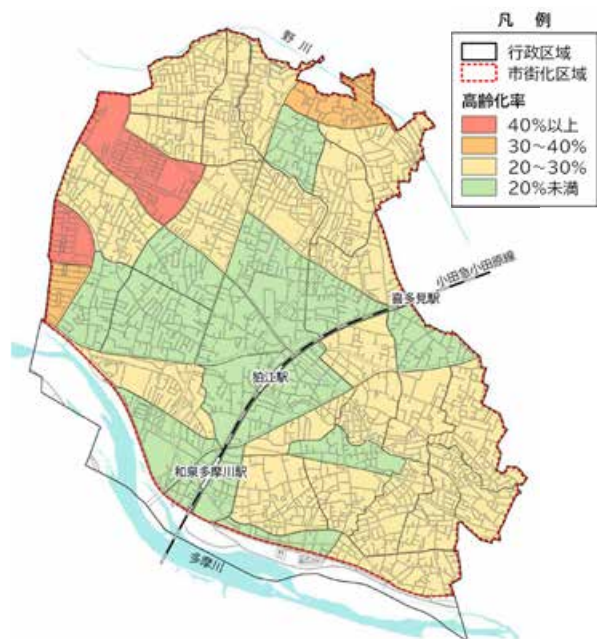 凡 例
行政区域
市街化区域
高齢化率
40%以上
30～40%
20～30%
20%未満
野川
小田急小田原線
喜多見駅
狛江駅
和泉多摩川駅
多摩川